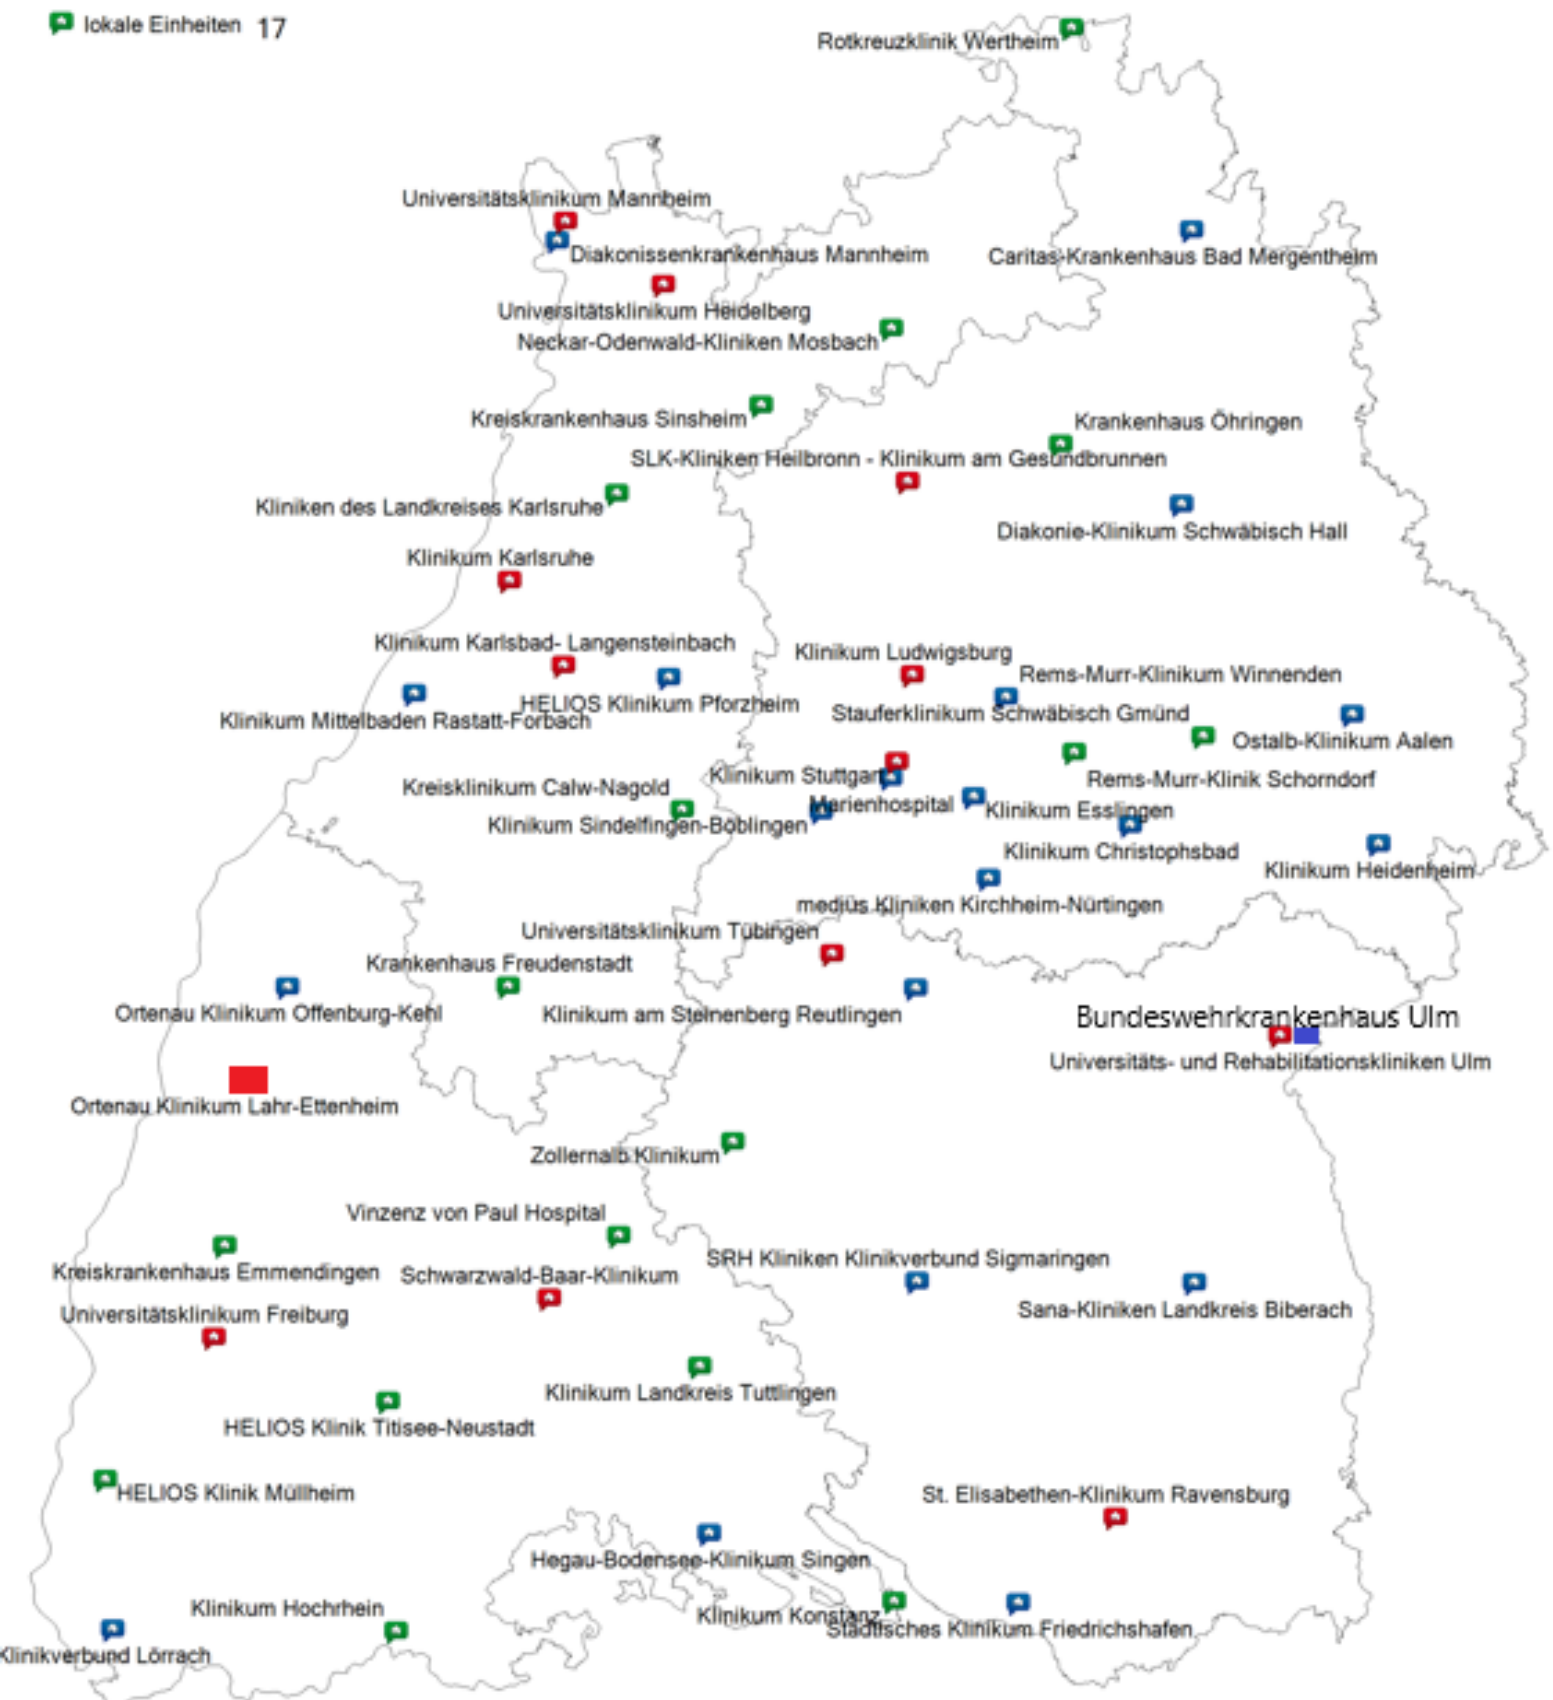 lokale Einheiten 17
Rotkreuzklinik Wertheim
Universitätsklinikum Mannheim
Diakonissenkrankenhaus Mannheim
Caritas-Krankenhaus Bad Mergentheim
Universitätsklinikum Heidelberg
Neckar-Odenwald-Kliniken Mosbach
Kreiskrankenhaus Sinsheim
Krankenhaus Öhringen
SLK-Kliniken Heilbronn - Klinikum am Gesundbrunnen
Kliniken des Landkreises Karlsruhe
Diakonie-Klinikum Schwäbisch Hall
Klinikum Karlsruhe
Klinikum Karlsbad- Langensteinbach
Klinikum Ludwigsburg
Rems-Murr-Klinikum Winnenden
HELIOS Klinikum Pforzheim
Stauferklinikum Schwäbisch Gmünd
Klinikum Mittelbaden Rastatt-Forbach
Ostalb-Klinikum Aalen
Klinikum Stuttgart
Rems-Murr-Klinik Schorndorf
Kreisklinikum Calw-Nagold
Marienhospital
Klinikum Esslingen
Klinikum Sindelfingen-Böblingen
Klinikum Christophsbad
Klinikum Heidenheim
medius Kliniken Kirchheim-Nürtingen
Universitätsklinikum Tübingen
Krankenhaus Freudenstadt
Ortenau Klinikum Offenburg-Kehl
Klinikum am Steinenberg Reutlingen
Bundeswehrkrankenhaus Ulm
Universitäts- und Rehabilitationskliniken Ulm
Ortenau Klinikum Lahr-Ettenheim
Zollernalb Klinikum
Vinzenz von Paul Hospital
SRH Kliniken Klinikverbund Sigmaringen
Kreiskrankenhaus Emmendingen
Schwarzwald-Baar-Klinikum
Sana-Kliniken Landkreis Biberach
Universitätsklinikum Freiburg
Klinikum Landkreis Tuttlingen
HELIOS Klinik Titisee-Neustadt
HELIOS Klinik Müllheim
St. Elisabethen-Klinikum Ravensburg
Hegau-Bodensee-Klinikum Singen
Klinikum Hochrhein
Klinikum Konstanz
Städtisches Klinikum Friedrichshafen
Klinikverbund Lörrach